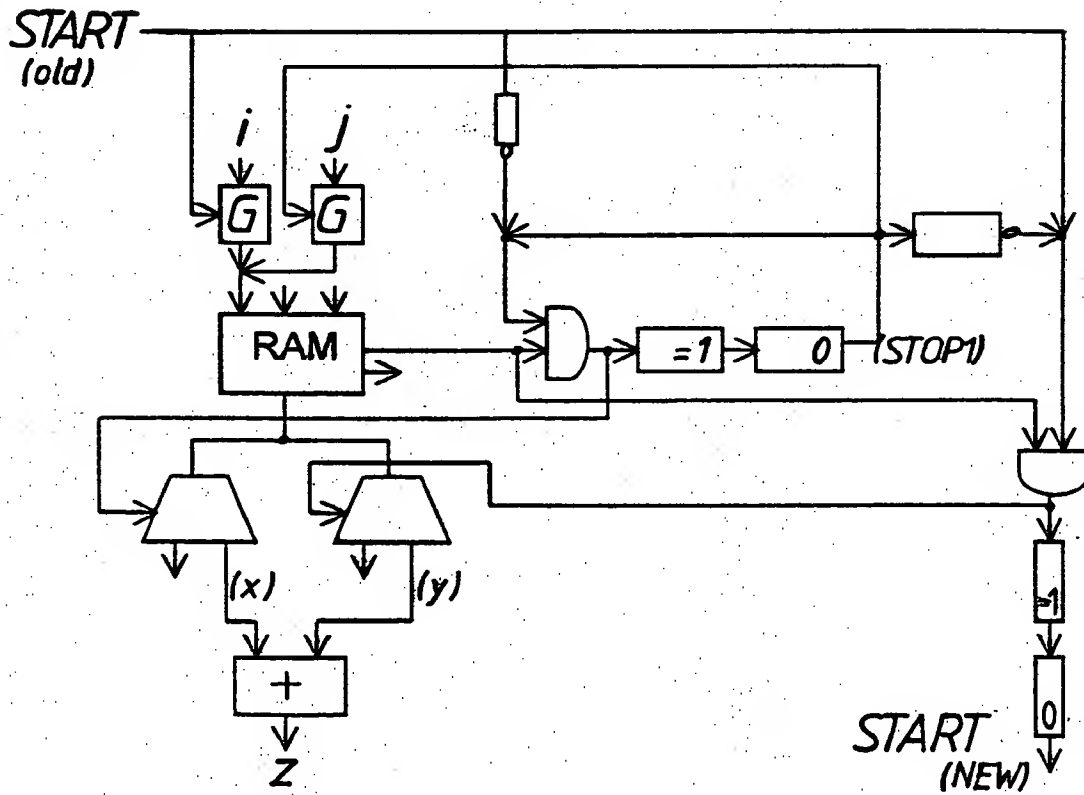 START
(old)
i
j
G
G
RAM
=1
0
(STOP1)
(x)
(y)
=1
+
0
START
(NEW)
Z